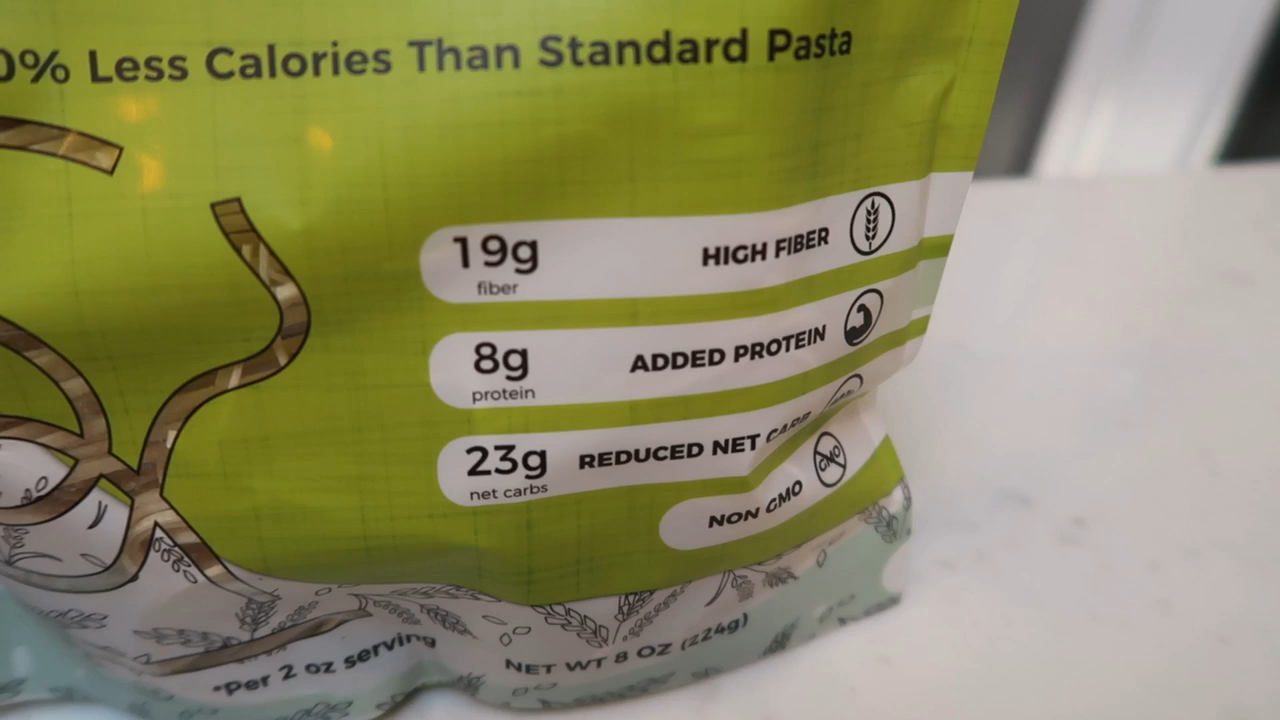 0% Less Calories Than Standard Pasta
19g HIGH FIBER
fiber
8g ADDED PROTEIN
protein
23g REDUCED NET CARB
net carbs
NON GMO
GMO
*Per 2 oz serving
NET WT 8 OZ (224g)